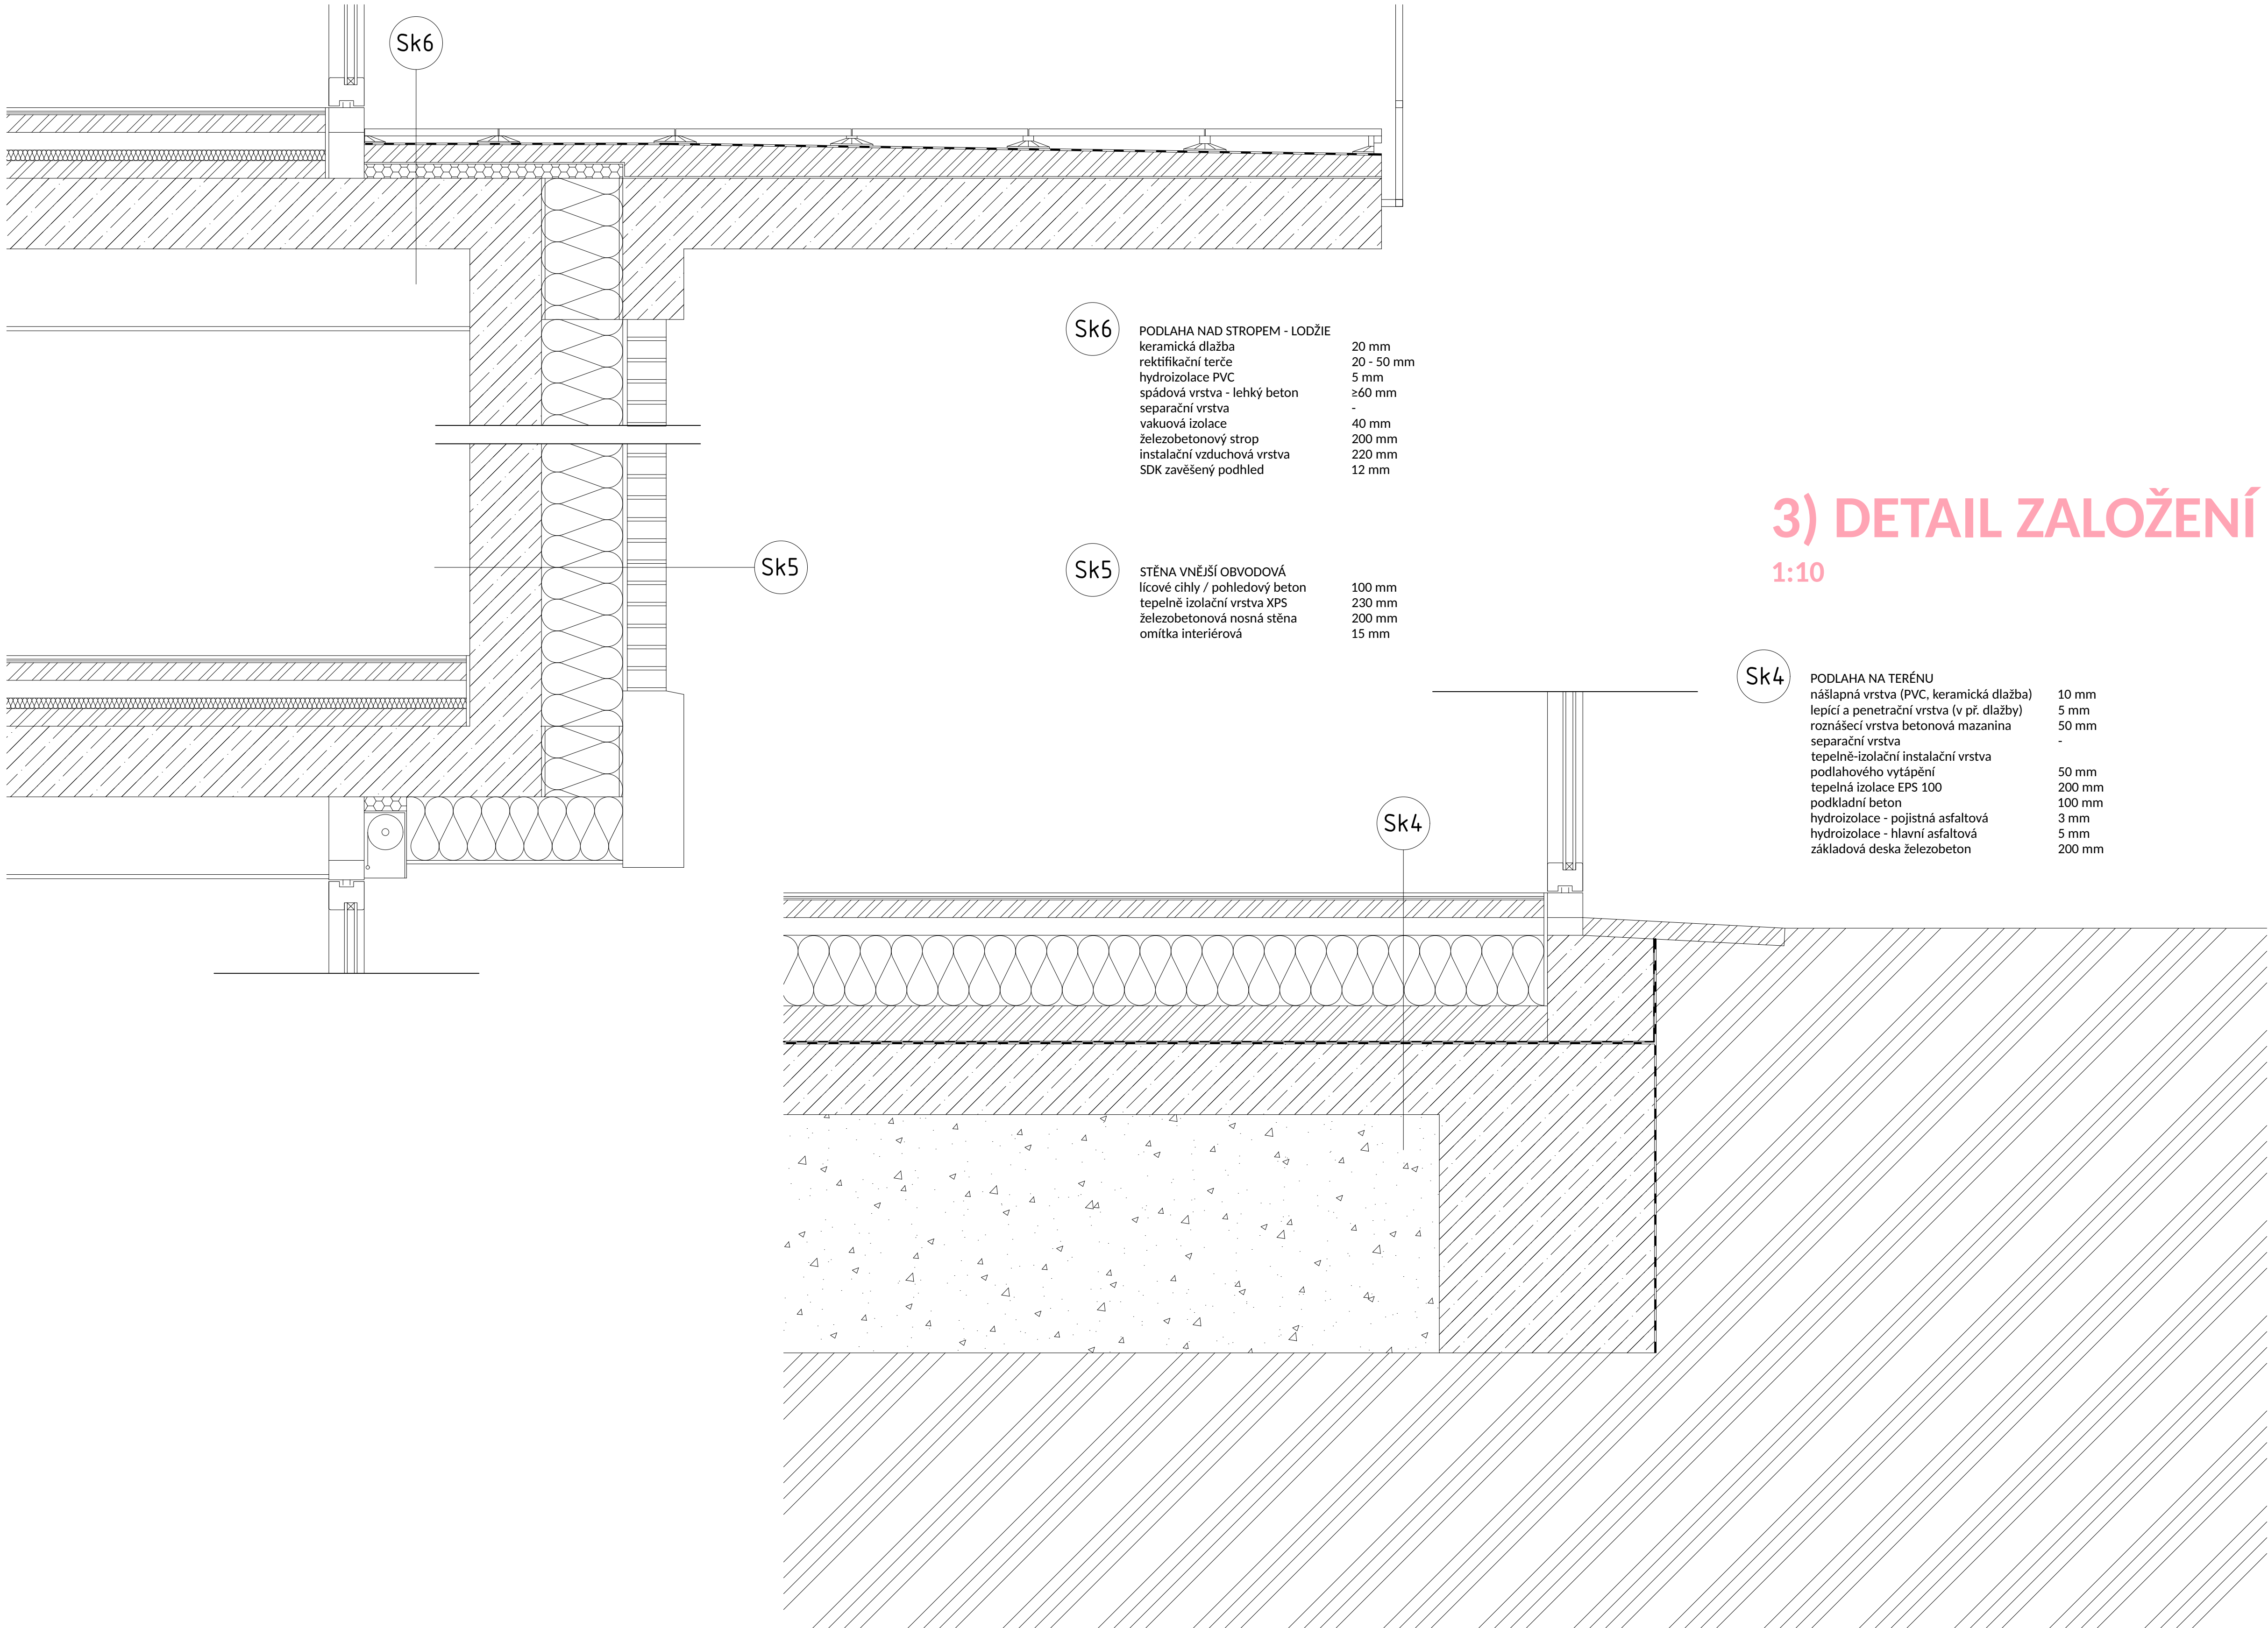 Sk6
Sk6
PODLAHA NAD STROPEM - LODŽIE
keramická dlažba 20 mm
rektifikační terče 20 - 50 mm
hydroizolace PVC 5 mm
spádová vrstva - lehký beton ≥60 mm
separační vrstva -
vakuová izolace 40 mm
železobetonový strop 200 mm
instalační vzduchová vrstva 220 mm
SDK zavěšený podhled 12 mm
3) DETAIL ZALOŽENÍ
1:10
Sk5
Sk5
STĚNA VNĚJŠÍ OBVODOVÁ
lícové cihly / pohledový beton 100 mm
tepelně izolační vrstva XPS 230 mm
železobetonová nosná stěna 200 mm
omítka interiérová 15 mm
Sk4
PODLAHA NA TERÉNU
nášlapná vrstva (PVC, keramická dlažba) 10 mm
lepící a penetrační vrstva (v př. dlažby) 5 mm
roznášecí vrstva betonová mazanina 50 mm
separační vrstva -
tepelně-izolační instalační vrstva
podlahového vytápění 50 mm
tepelná izolace EPS 100 200 mm
podkladní beton 100 mm
hydroizolace - pojistná asfaltová 3 mm
hydroizolace - hlavní asfaltová 5 mm
základová deska železobeton 200 mm
Sk4